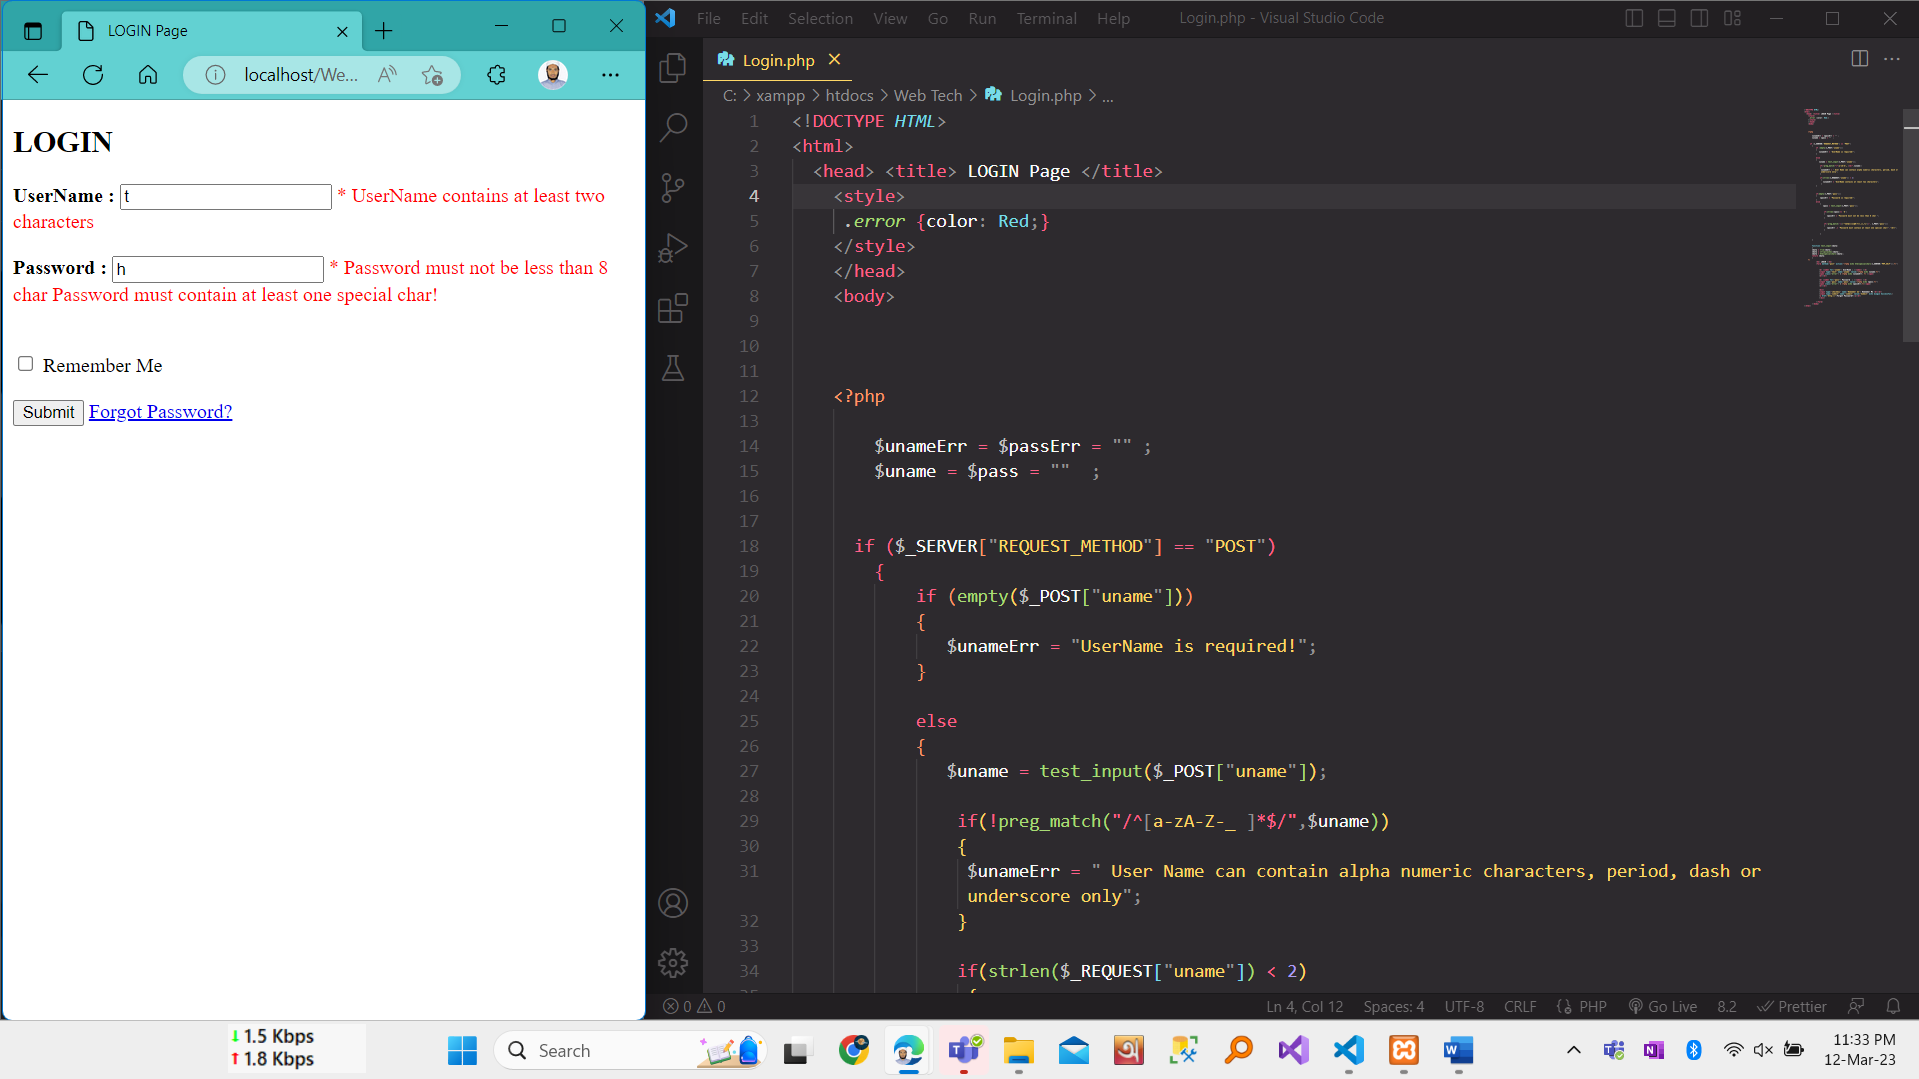 LOGIN Page
localhost/We...
LOGIN
UserName : t * UserName contains at least two
characters
Password : h * Password must not be less than 8
char Password must contain at least one special char!
Remember Me
Submit Forgot Password?
File Edit Selection View Go Run Terminal Help Login.php - Visual Studio Code
Login.php
C: > xampp > htdocs > Web Tech > Login.php > ...
1 <!DOCTYPE HTML>
2 <html>
3 <head> <title> LOGIN Page </title>
4 <style>
5 .error {color: Red;}
6 </style>
7 </head>
8 <body>
9
10
11
12 <?php
13
14 $unameErr = $passErr = "" ;
15 $uname = $pass = "" ;
16
17
18 if ($_SERVER["REQUEST_METHOD"] == "POST")
19 {
20 if (empty($_POST["uname"]))
21 {
22 $unameErr = "UserName is required!";
23 }
24
25 else
26 {
27 $uname = test_input($_POST["uname"]);
28
29 if(!preg_match("/^[a-zA-Z-_ ]*$/",$uname))
30 {
31 $unameErr = " User Name can contain alpha numeric characters, period, dash or
underscore only";
32 }
33
34 if(strlen($_REQUEST["uname"]) < 2)
0 0 Ln 4, Col 12 Spaces: 4 UTF-8 CRLF {} PHP Go Live 8.2 Prettier
1.5 Kbps
1.8 Kbps
Search
11:33 PM
12-Mar-23